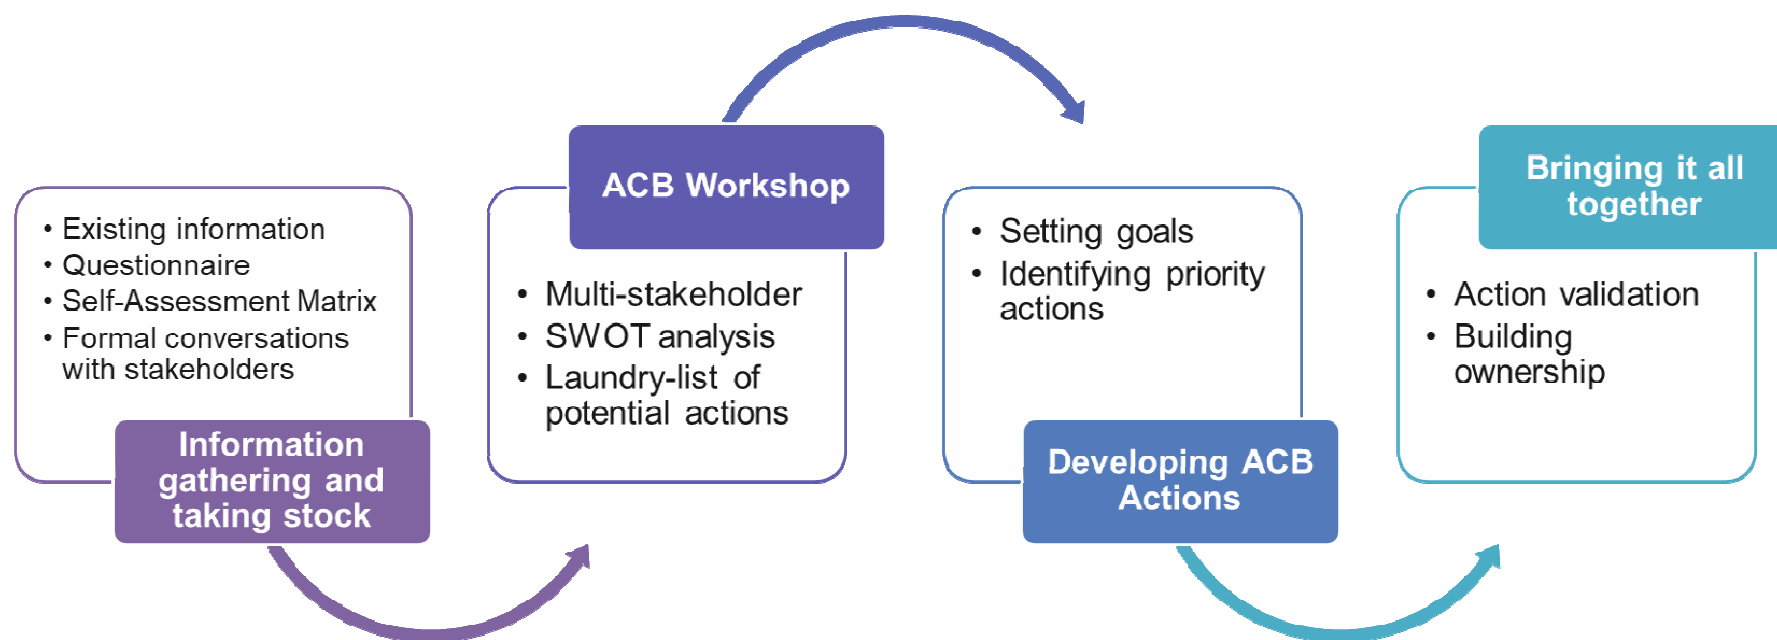 • Existing information
• Questionnaire
• Self-Assessment Matrix
• Formal conversations
with stakeholders
Information
gathering and
taking stock
ACB Workshop
• Multi-stakeholder
• SWOT analysis
• Laundry-list of
potential actions
• Setting goals
• Identifying priority
actions
Developing ACB
Actions
Bringing it all
together
• Action validation
• Building
ownership